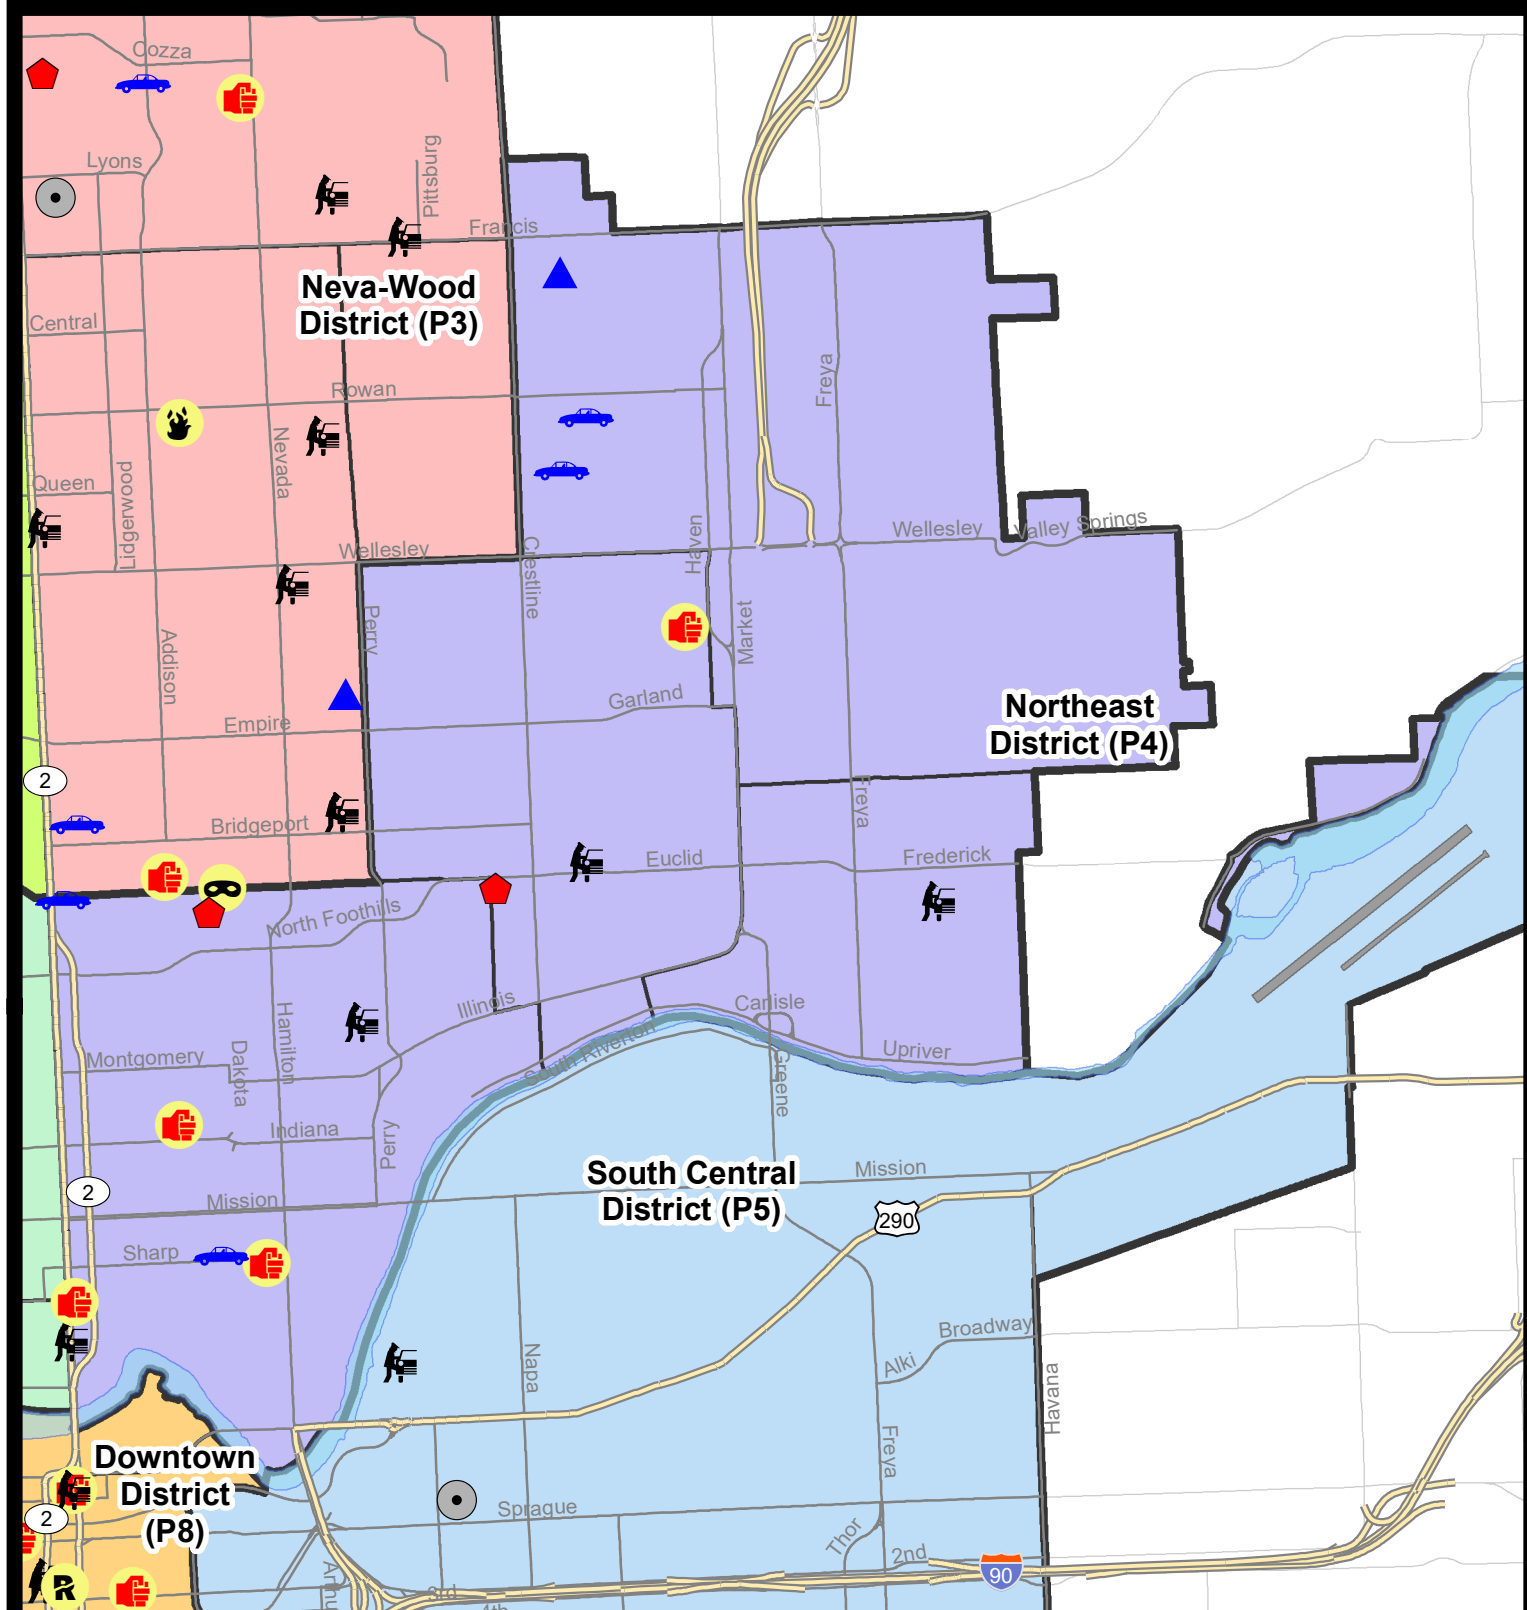 Cozza
Lyons
Pittsburg
Francis
Neva-Wood
District (P3)
Central
Rowan
Freya
Nevada
Queen
Lidgerwood
Wellesley
Crestline
Haven
Wellesley
Valley Springs
Perry
Market
Addison
Garland
Empire
Northeast
District (P4)
2
Freya
Bridgeport
Euclid
Frederick
North Foothills
Illinois
Carlisle
Hamilton
South Riverton
Montgomery
Dakota
Upriver
Greene
Indiana
Perry
South Central
District (P5)
Mission
2
Mission
290
Sharp
Napa
Broadway
Alki
Havana
Freya
Downtown
District
(P8)
2
Sprague
Thor
2nd
90
R
3rd
4th